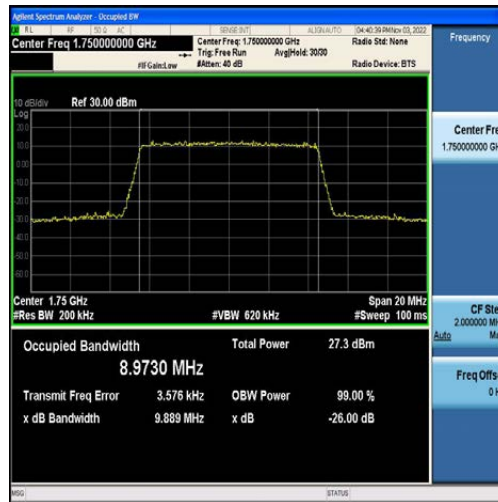 Agilent Spectrum Analyzer - Occupied BW
RL RF 50 Ω AC SENSE:INT ALIGNAUTO 04:40:39 PM Nov 03, 2022
Center Freq 1.750000000 GHz
Center Freq: 1.750000000 GHz
Radio Std: None
Trig: Free Run Avg|Hold: 30/30
#IFGain:Low #Atten: 40 dB Radio Device: BTS
Frequency
10 dB/div Ref 30.00 dBm
Log
20.0
10.0
0.00
-10.0
-20.0
-30.0
-40.0
-50.0
-60.0
Center Fre
1.750000000 GH
Center 1.75 GHz Span 20 MHz
#Res BW 200 kHz #VBW 620 kHz #Sweep 100 ms
CF Ste
2.000000 MH
Auto
Occupied Bandwidth Total Power 27.3 dBm
8.9730 MHz
Transmit Freq Error 3.576 kHz OBW Power 99.00 %
x dB Bandwidth 9.889 MHz x dB -26.00 dB
Freq Offs
0 H
MSG STATUS